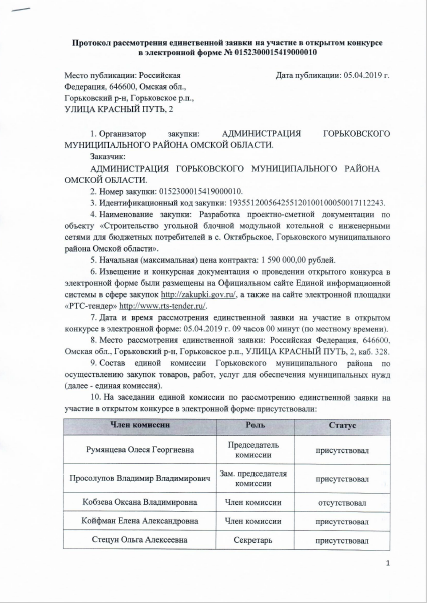 Протокол рассмотрения единственной заявки на участие в открытом конкурсе
в электронной форме № 0152300015419000010
Место публикации: Российская
Федерация, 646600, Омская обл.,
Горьковский р-н, Горьковское р.п.,
УЛИЦА КРАСНЫЙ ПУТЬ, 2
Дата публикации: 05.04.2019 г.
1. Организатор закупки: АДМИНИСТРАЦИЯ ГОРЬКОВСКОГО
МУНИЦИПАЛЬНОГО РАЙОНА ОМСКОЙ ОБЛАСТИ.
Заказчик:
АДМИНИСТРАЦИЯ ГОРЬКОВСКОГО МУНИЦИПАЛЬНОГО РАЙОНА
ОМСКОЙ ОБЛАСТИ.
2. Номер закупки: 0152300015419000010.
3. Идентификационный код закупки: 193551200564255120100100050017112243.
4. Наименование закупки: Разработка проектно-сметной документации по
объекту «Строительство угольной блочной модульной котельной с инженерными
сетями для бюджетных потребителей в с. Октябрьское, Горьковского муниципального
района Омской области».
5. Начальная (максимальная) цена контракта: 1 590 000,00 рублей.
6. Извещение и конкурсная документация о проведении открытого конкурса в
электронной форме были размещены на Официальном сайте Единой информационной
системы в сфере закупок http://zakupki.gov.ru/, а также на сайте электронной площадки
«РТС-тендер» http://www.rts-tender.ru/.
7. Дата и время рассмотрения единственной заявки на участие в открытом
конкурсе в электронной форме: 05.04.2019 г. 09 часов 00 минут (по местному времени).
8. Место рассмотрения единственной заявки: Российская Федерация, 646600,
Омская обл., Горьковский р-н, Горьковское р.п., УЛИЦА КРАСНЫЙ ПУТЬ, 2, каб. 328.
9. Состав единой комиссии Горьковского муниципального района по
осуществлению закупок товаров, работ, услуг для обеспечения муниципальных нужд
(далее - единая комиссия).
10. На заседании единой комиссии по рассмотрению единственной заявки на
участие в открытом конкурсе в электронной форме присутствовали:
Член комиссии Роль Статус
Румянцева Олеся Георгиевна Председатель комиссии присутствовал
Просолупов Владимир Владимирович Зам. председателя комиссии присутствовал
Кобзева Оксана Владимировна Член комиссии отсутствовал
Койфман Елена Александровна Член комиссии присутствовал
Стецун Ольга Алексеевна Секретарь присутствовал
1